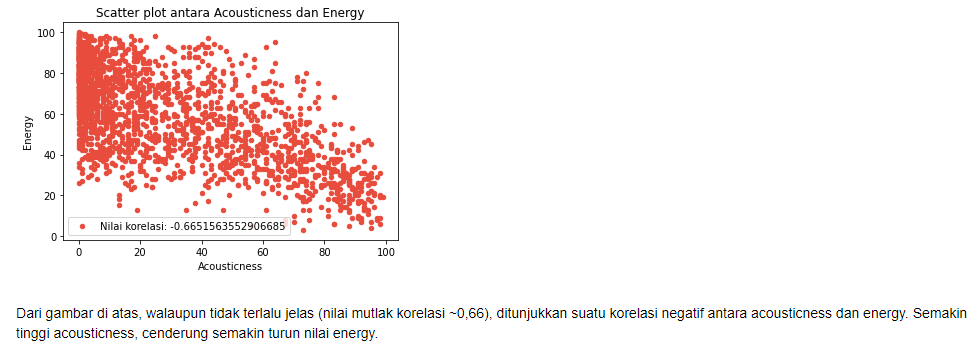 Scatter plot antara Acousticness dan Energy
100
80
60
40
20
0
Energy
Nilai korelasi: -0.6651563552906685
0 20 40 60 80 100
Acousticness
Dari gambar di atas, walaupun tidak terlalu jelas (nilai mutlak korelasi ~0,66), ditunjukkan suatu korelasi negatif antara acousticness dan energy. Semakin
tinggi acousticness, cenderung semakin turun nilai energy.